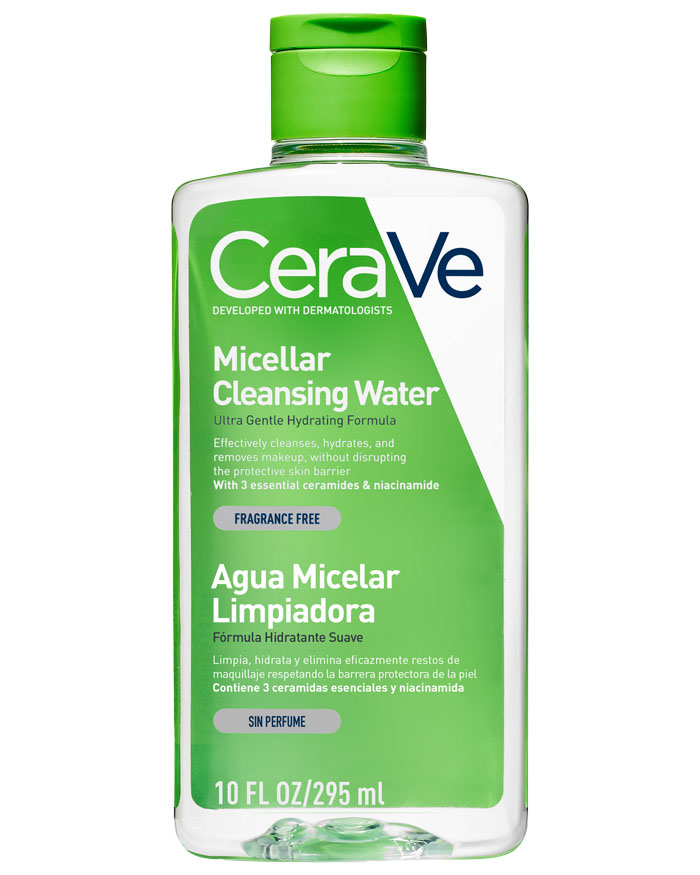 CeraVe
DEVELOPED WITH DERMATOLOGISTS
Micellar
Cleansing Water
Ultra Gentle Hydrating Formula
Effectively cleanses, hydrates, and
removes makeup, without disrupting
the protective skin barrier
With 3 essential ceramides & niacinamide
FRAGRANCE FREE
Agua Micelar
Limpiadora
Fórmula Hidratante Suave
Limpia, hidrata y elimina eficazmente restos de
maquillaje respetando la barrera protectora de la piel
Contiene 3 ceramidas esenciales y niacinamida
SIN PERFUME
10 FL OZ/295 ml